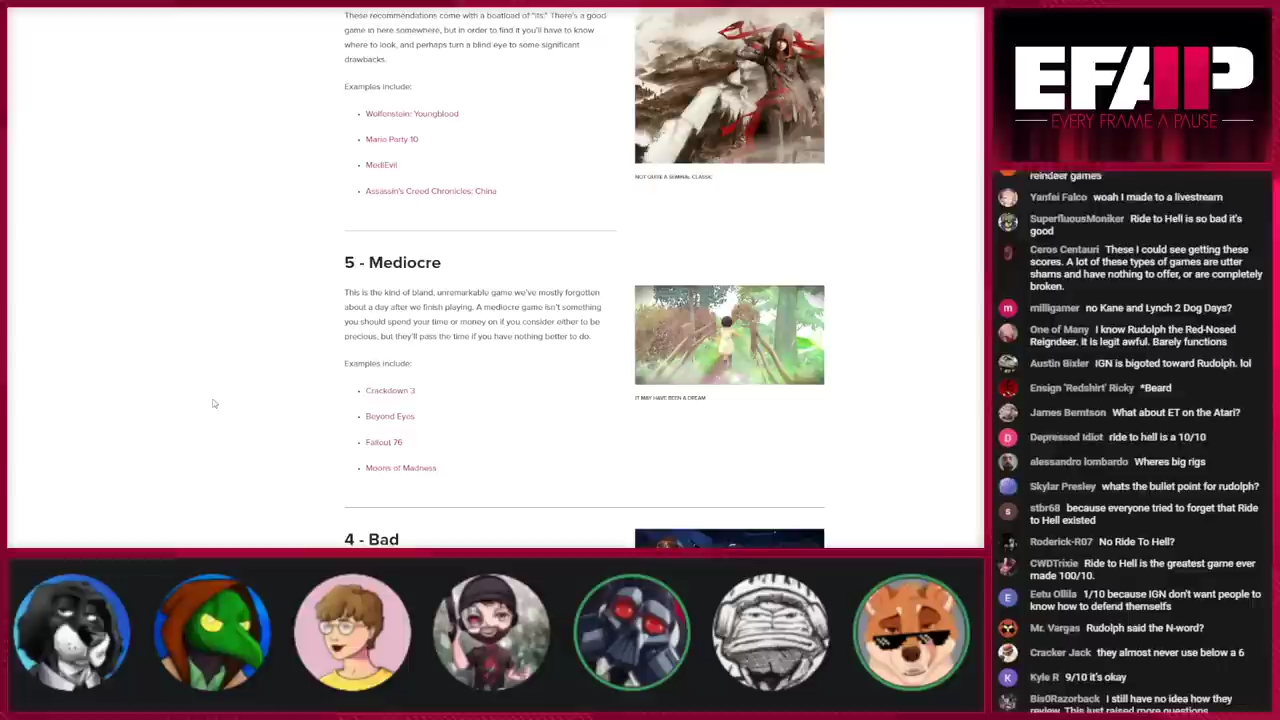 These recommendations come with a boatload of "ifs." There's a good
game in here somewhere, but in order to find it you'll have to know
where to look, and perhaps turn a blind eye to some significant
drawbacks.
Examples include:
• Wolfenstein: Youngblood
• Mario Party 10
• MediEvil
• Assassin's Creed Chronicles: China
NOT QUITE A SEMINAL CLASSIC
5 - Mediocre
This is the kind of bland, unremarkable game we've mostly forgotten
about a day after we finish playing. A mediocre game isn't something
you should spend your time or money on if you consider either to be
precious, but they'll pass the time if you have nothing better to do.
Examples include:
• Crackdown 3
• Beyond Eyes
• Fallout 76
• Moons of Madness
IT MAY HAVE BEEN A DREAM
4 - Bad
EFAP
EVERY FRAME A PAUSE
reindeer games
Yanfei Falco woah I made to a livestream
SuperfluousMoniker Ride to Hell is so bad it's
good
Ceros Centauri These I could see getting these
scores. A lot of these types of games are utter
shams and have nothing to offer, or are completely
broken.
milligamer no Kane and Lynch 2 Dog Days?
One of Many I know Rudolph the Red-Nosed
Reigndeer. it is legit awful. Barely functions
Austin Bixler IGN is bigoted toward Rudolph. lol
Ensign 'Redshirt' Ricky *Beard
James Berntson What about ET on the Atari?
Depressed Idiot ride to hell is a 10/10
alessandro lombardo Wheres big rigs
Skylar Presley whats the bullet point for rudolph?
stbr68 because everyone tried to forget that Ride
to Hell existed
Roderick-R07 No Ride To Hell?
CWDTrixie Ride to Hell is the greatest game ever
made 100/10.
Eetu Ollila 1/10 because IGN don't want people to
know how to defend themselfs
Mr. Vargas Rudolph said the N-word?
Cracker Jack they almost never use below a 6
Kyle R 9/10 it's okay
Bis0Razorback I still have no idea how they
review. This just raised more questions